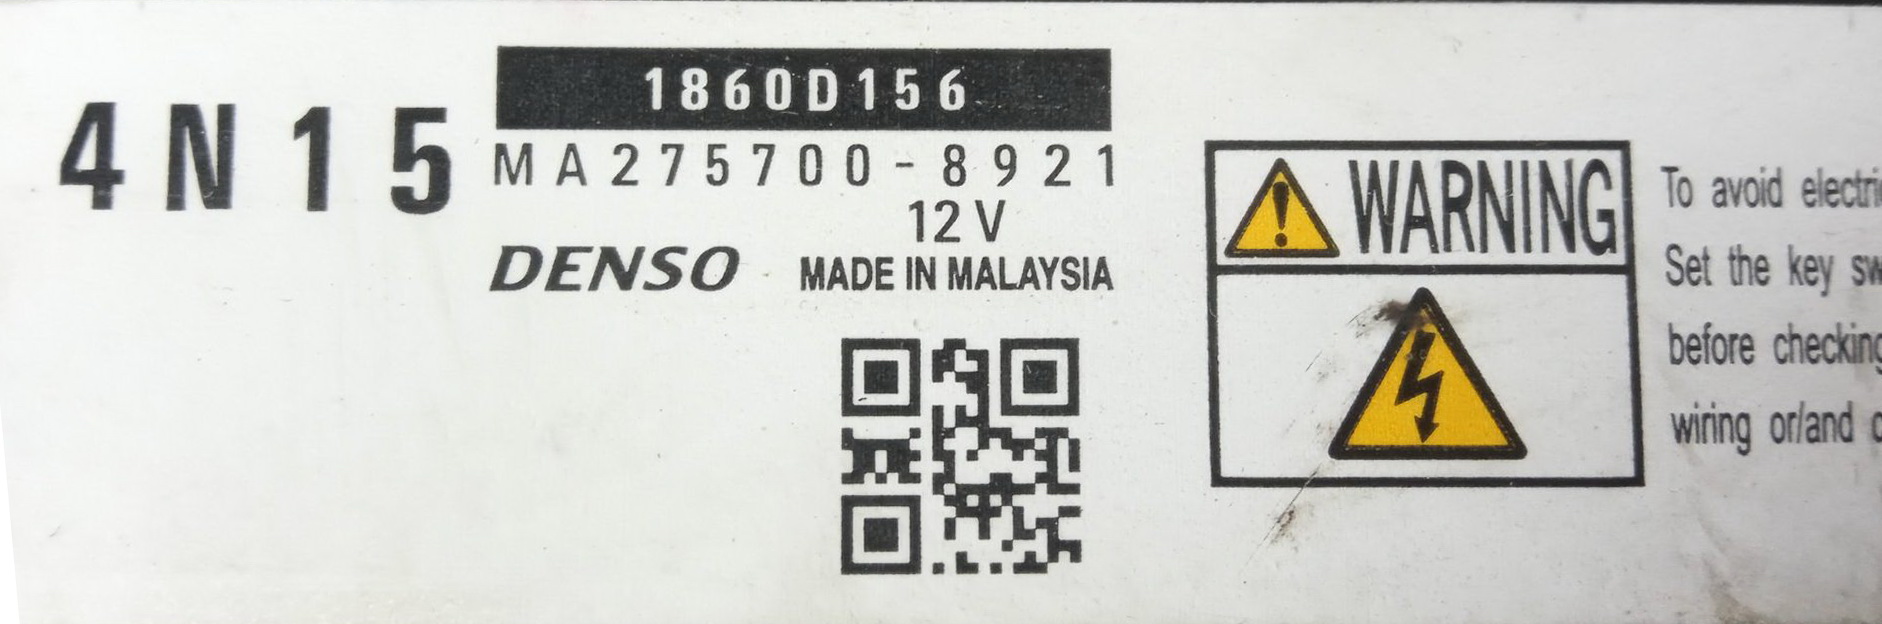 4N15
1860D156
MA275700-8921
12V
DENSO MADE IN MALAYSIA
WARNING
To avoid
Set the key
before
wiring or/and